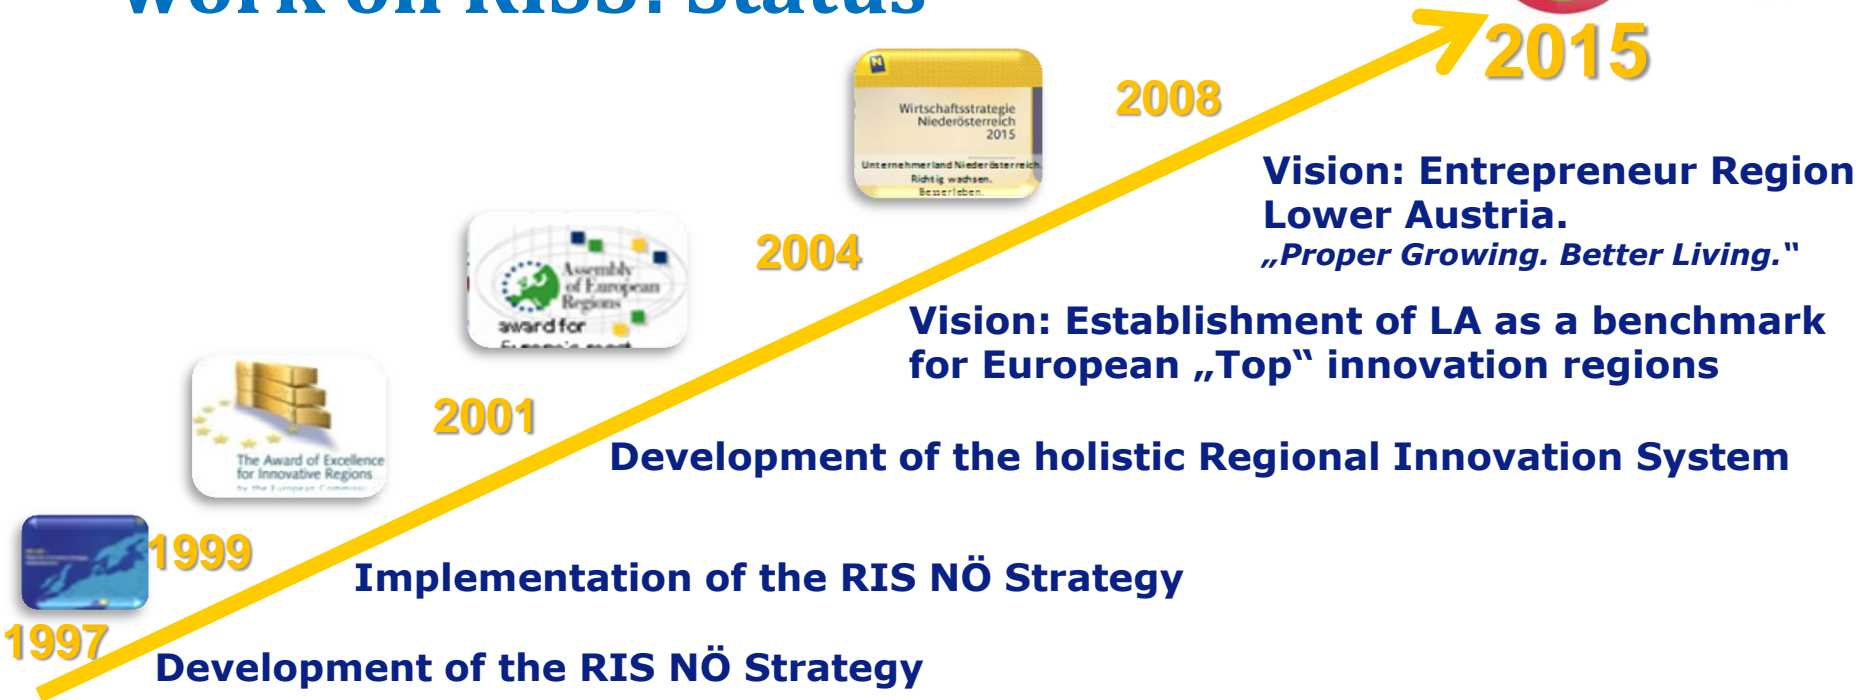 2015
Wirtschaftsstrategie
Niederösterreich
2015
Unternehmerland Niederösterreich.
Richtig wachsen.
Besser leben.
2008
Vision: Entrepreneur Region
Lower Austria.
„Proper Growing. Better Living.“
Assembly
of European
Regions
award for
2004
Vision: Establishment of LA as a benchmark
for European „Top“ innovation regions
The Award of Excellence
for Innovative Regions
by the European
2001
Development of the holistic Regional Innovation System
1999
Implementation of the RIS NÖ Strategy
1997
Development of the RIS NÖ Strategy